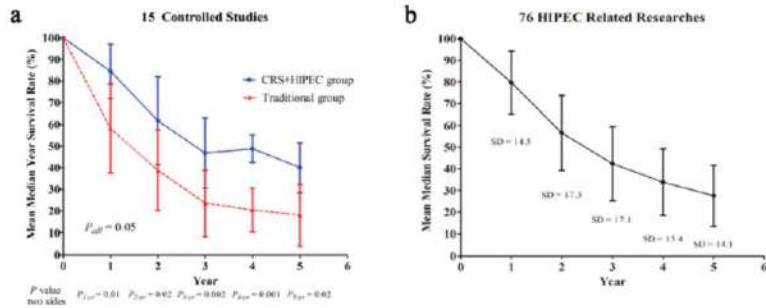 a
15 Controlled Studies
Mean Median Year Survival Rate (%)
100
90
80
70
60
50
40
30
20
10
0
CRS+HIPEC group
Traditional group
P_all = 0.05
0 1 2 3 4 5 6
Year
P value
two sides
P_1yr = 0.01 P_2yr = 0.02 P_3yr = 0.002 P_4yr = 0.001 P_5yr = 0.02
b
76 HIPEC Related Researches
Mean Median Survival Rate (%)
100
90
80
70
60
50
40
30
20
10
0
SD = 14.5
SD = 17.3
SD = 17.1
SD = 15.4
SD = 14.1
0 1 2 3 4 5 6
Year